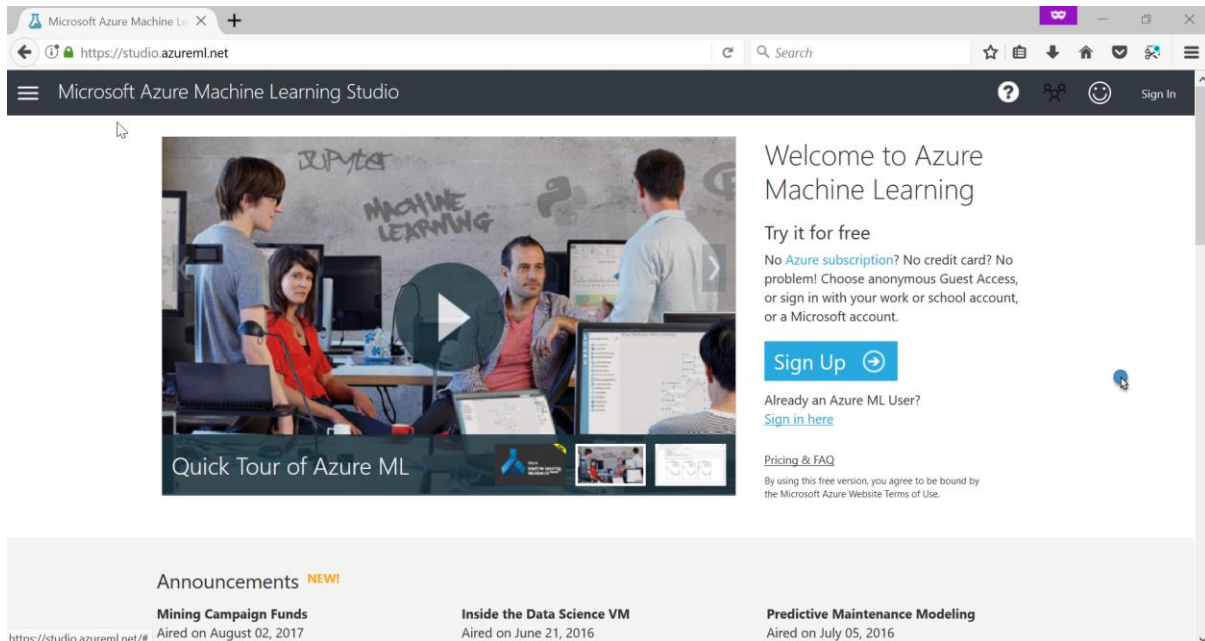 Microsoft Azure Machine Le
https://studio.azureml.net
Search
Microsoft Azure Machine Learning Studio
?
Sign In
JUPyter
MACHINE
LEARNING
Quick Tour of Azure ML
Welcome to Azure
Machine Learning
Try it for free
No Azure subscription? No credit card? No
problem! Choose anonymous Guest Access,
or sign in with your work or school account,
or a Microsoft account.
Sign Up
Already an Azure ML User?
Sign in here
Pricing & FAQ
By using this free version, you agree to be bound by
the Microsoft Azure Website Terms of Use.
Announcements NEW!
Mining Campaign Funds
Aired on August 02, 2017
Inside the Data Science VM
Aired on June 21, 2016
Predictive Maintenance Modeling
Aired on July 05, 2016
https://studio.azureml.net/#